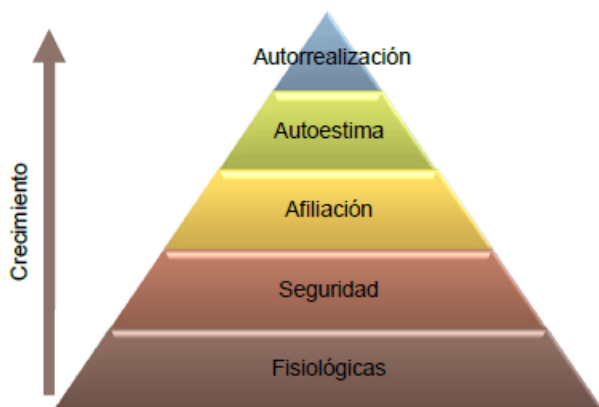 Autorrealización
Autoestima
Afiliación
Seguridad
Fisiológicas
Crecimiento